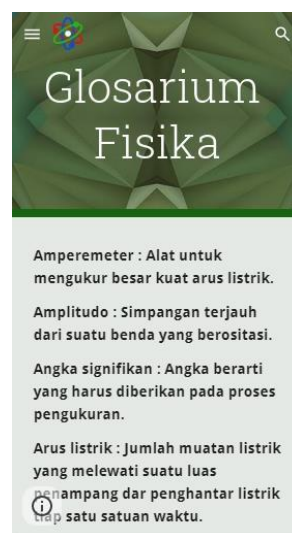 Glosarium
Fisika
Amperemeter : Alat untuk
mengukur besar kuat arus listrik.
Amplitudo : Simpangan terjauh
dari suatu benda yang berositasi.
Angka signifikan : Angka berarti
yang harus diberikan pada proses
pengukuran.
Arus listrik : Jumlah muatan listrik
yang melewati suatu luas
penampang dar penghantar listrik
tiap satu satuan waktu.